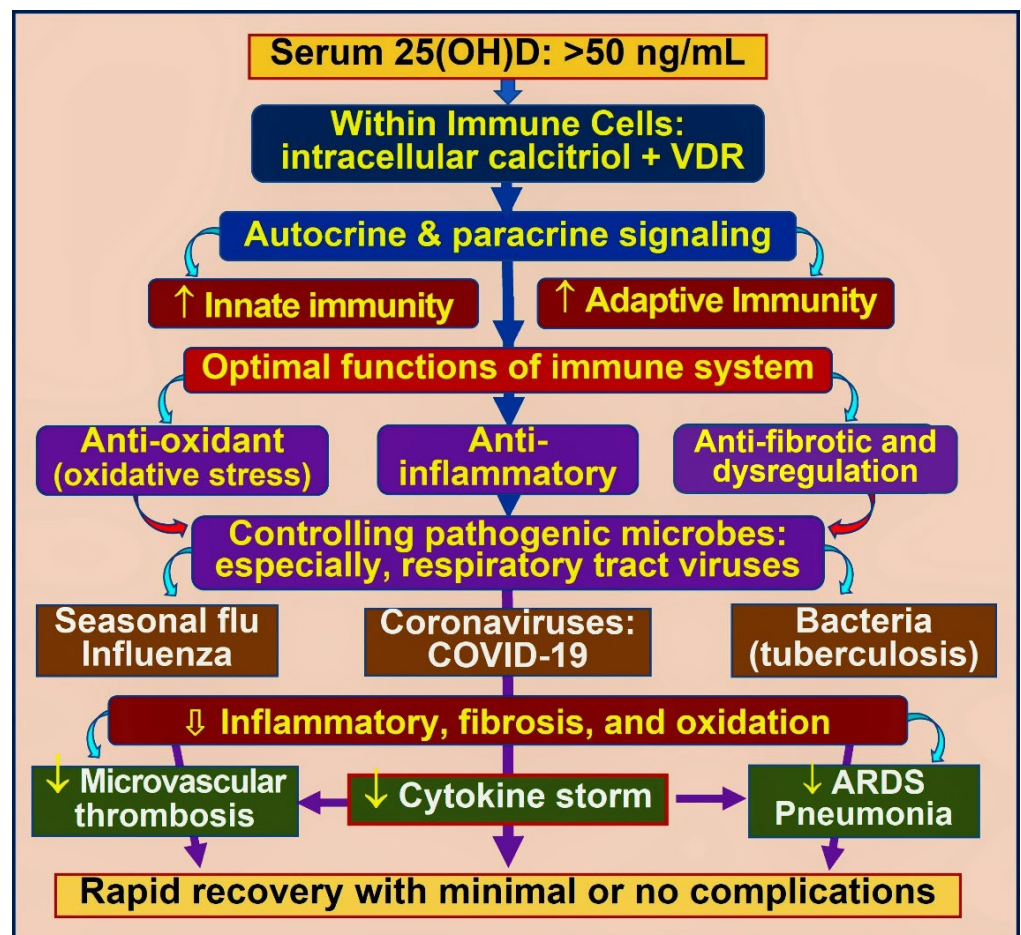 Serum 25(OH)D: >50 ng/mL
Within Immune Cells:
intracellular calcitriol + VDR
Autocrine & paracrine signaling
↑ Innate immunity
↑ Adaptive Immunity
Optimal functions of immune system
Anti-oxidant
(oxidative stress)
Anti-
inflammatory
Anti-fibrotic and
dysregulation
Controlling pathogenic microbes:
especially, respiratory tract viruses
Seasonal flu
Influenza
Coronaviruses:
COVID-19
Bacteria
(tuberculosis)
⇩ Inflammatory, fibrosis, and oxidation
↓ Microvascular
thrombosis
↓ Cytokine storm
↓ ARDS
Pneumonia
Rapid recovery with minimal or no complications